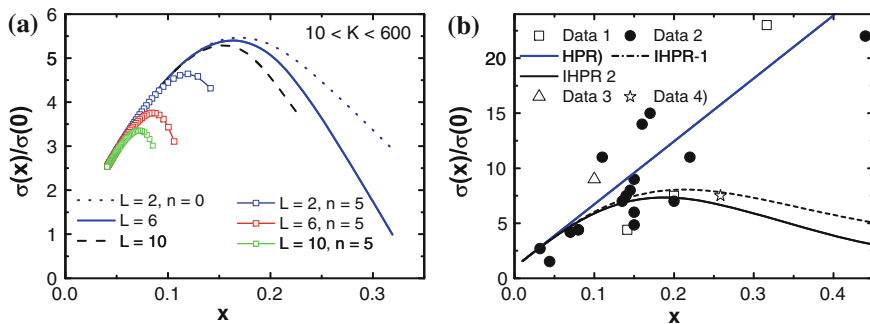 (a)
10 < K < 600
σ(x)/σ(0)
6
5
4
3
2
1
0
L = 2, n=0
L = 6
L = 10
L = 2, n = 5
L = 6, n = 5
L = 10, n = 5
0.0 0.1 0.2 0.3
x
(b)
σ(x)/σ(0)
20
15
10
5
0
Data 1
Data 2
HPR)
IHPR-1
IHPR 2
Data 3
Data 4)
0.0 0.1 0.2 0.3 0.4
x